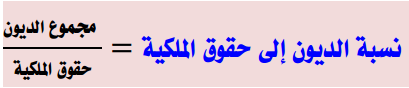 نسبة الديون إلى حقوق الملكية = مجموع الديون
حقوق الملكية